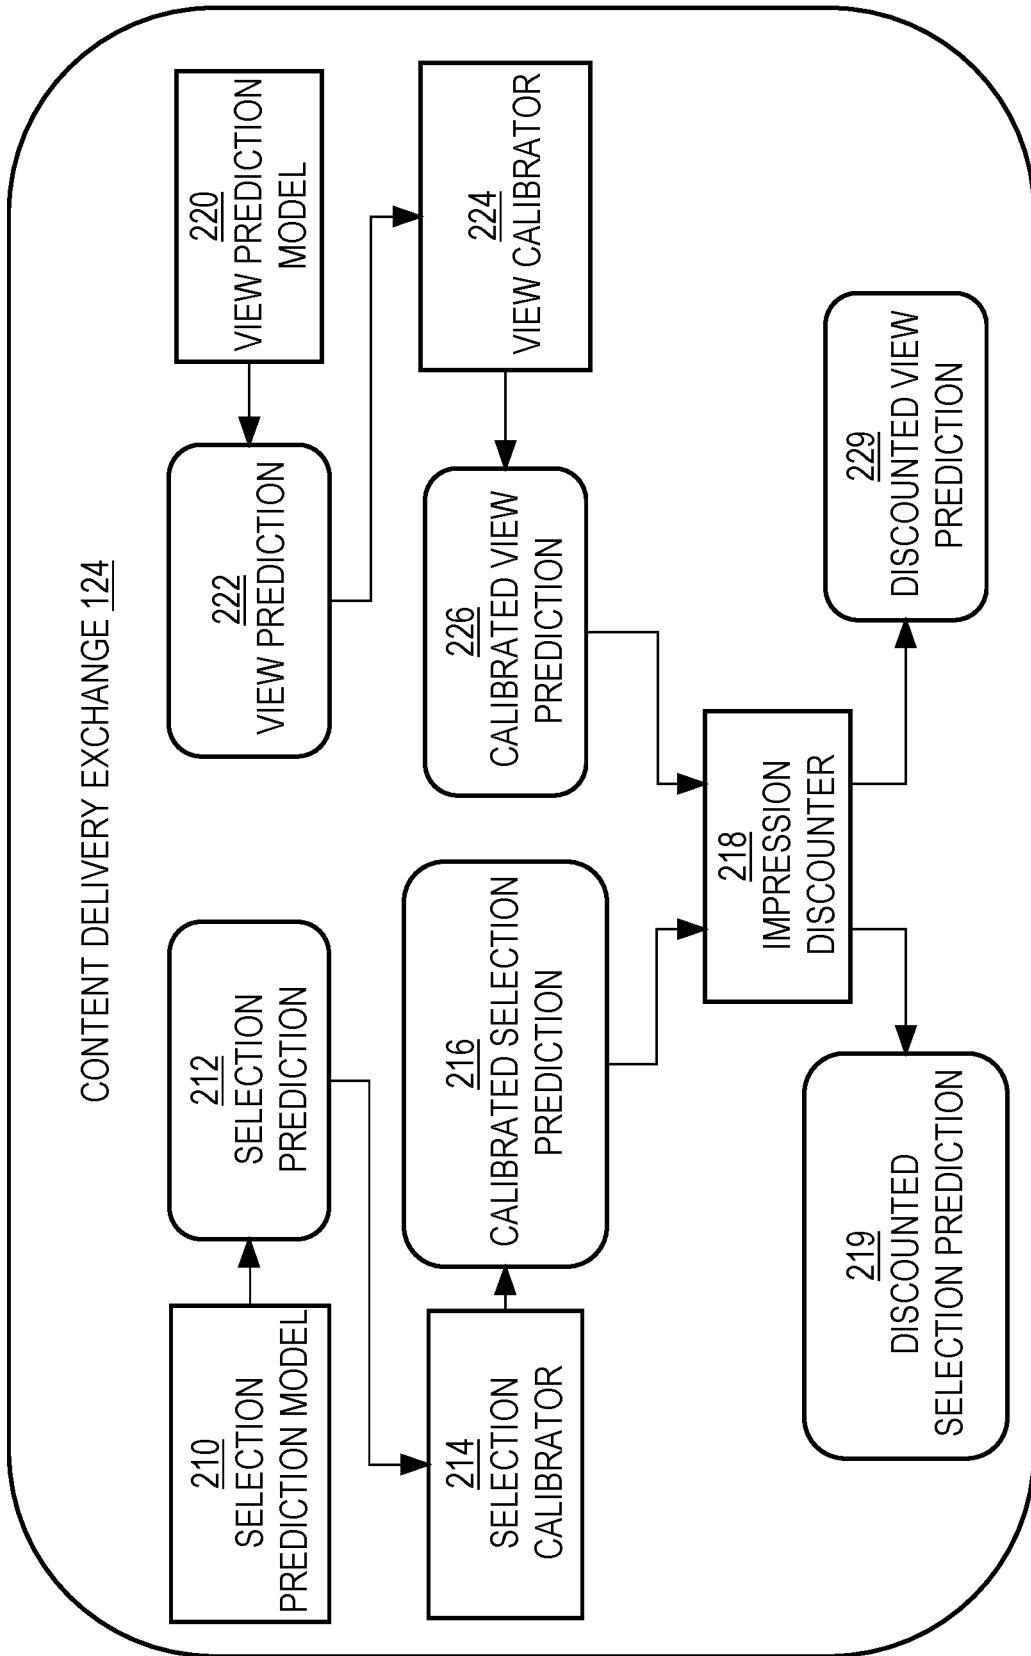 CONTENT DELIVERY EXCHANGE 124
210
SELECTION
PREDICTION MODEL
212
SELECTION
PREDICTION
222
VIEW PREDICTION
220
VIEW PREDICTION
MODEL
214
SELECTION
CALIBRATOR
216
CALIBRATED SELECTION
PREDICTION
226
CALIBRATED VIEW
PREDICTION
224
VIEW CALIBRATOR
218
IMPRESSION
DISCOUNTER
219
DISCOUNTED
SELECTION PREDICTION
229
DISCOUNTED VIEW
PREDICTION